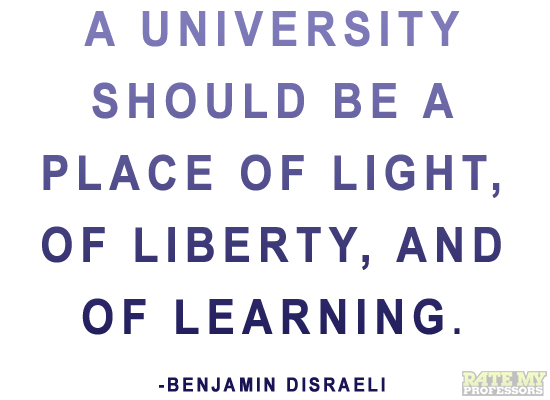 A UNIVERSITY
SHOULD BE A
PLACE OF LIGHT,
OF LIBERTY, AND
OF LEARNING.
-BENJAMIN DISRAELI
RATE MY
PROFESSORS